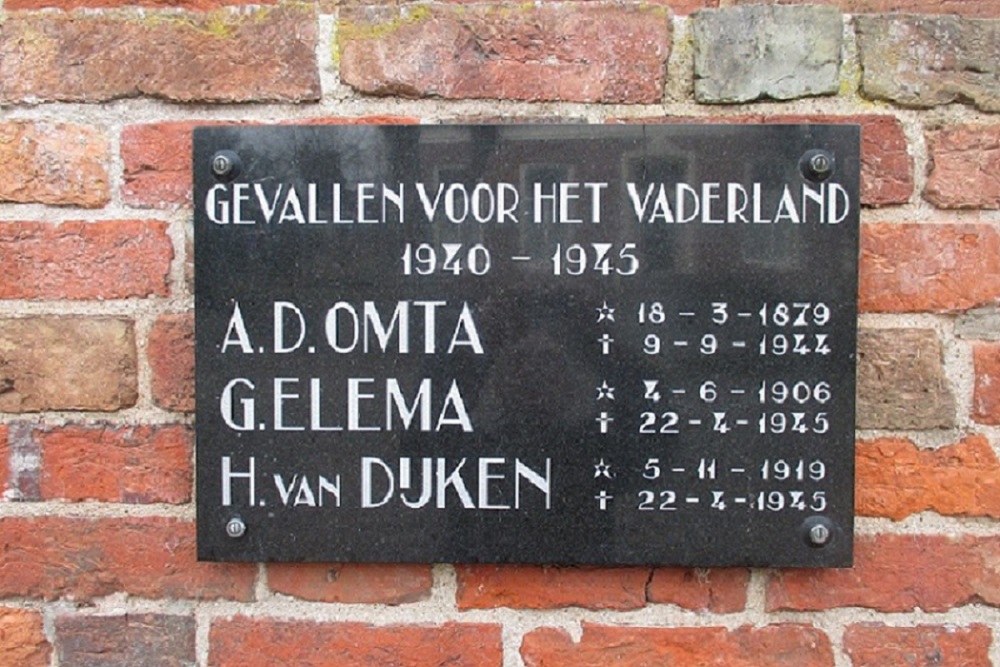 GEVALLEN VOOR HET VADERLAND
1940 - 1945
A.D. OMTA ☆ 18 - 3 - 1879
† 9 - 9 - 1944
G. ELEMA ☆ 4 - 6 - 1906
† 22 - 4 - 1945
H. VAN DIJKEN ☆ 5 - 11 - 1919
† 22 - 4 - 1945